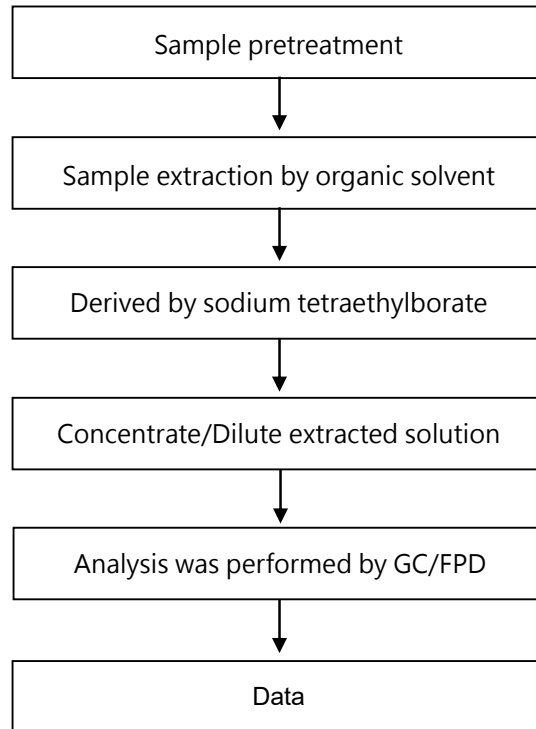 Sample pretreatment
Sample extraction by organic solvent
Derived by sodium tetraethylborate
Concentrate/Dilute extracted solution
Analysis was performed by GC/FPD
Data